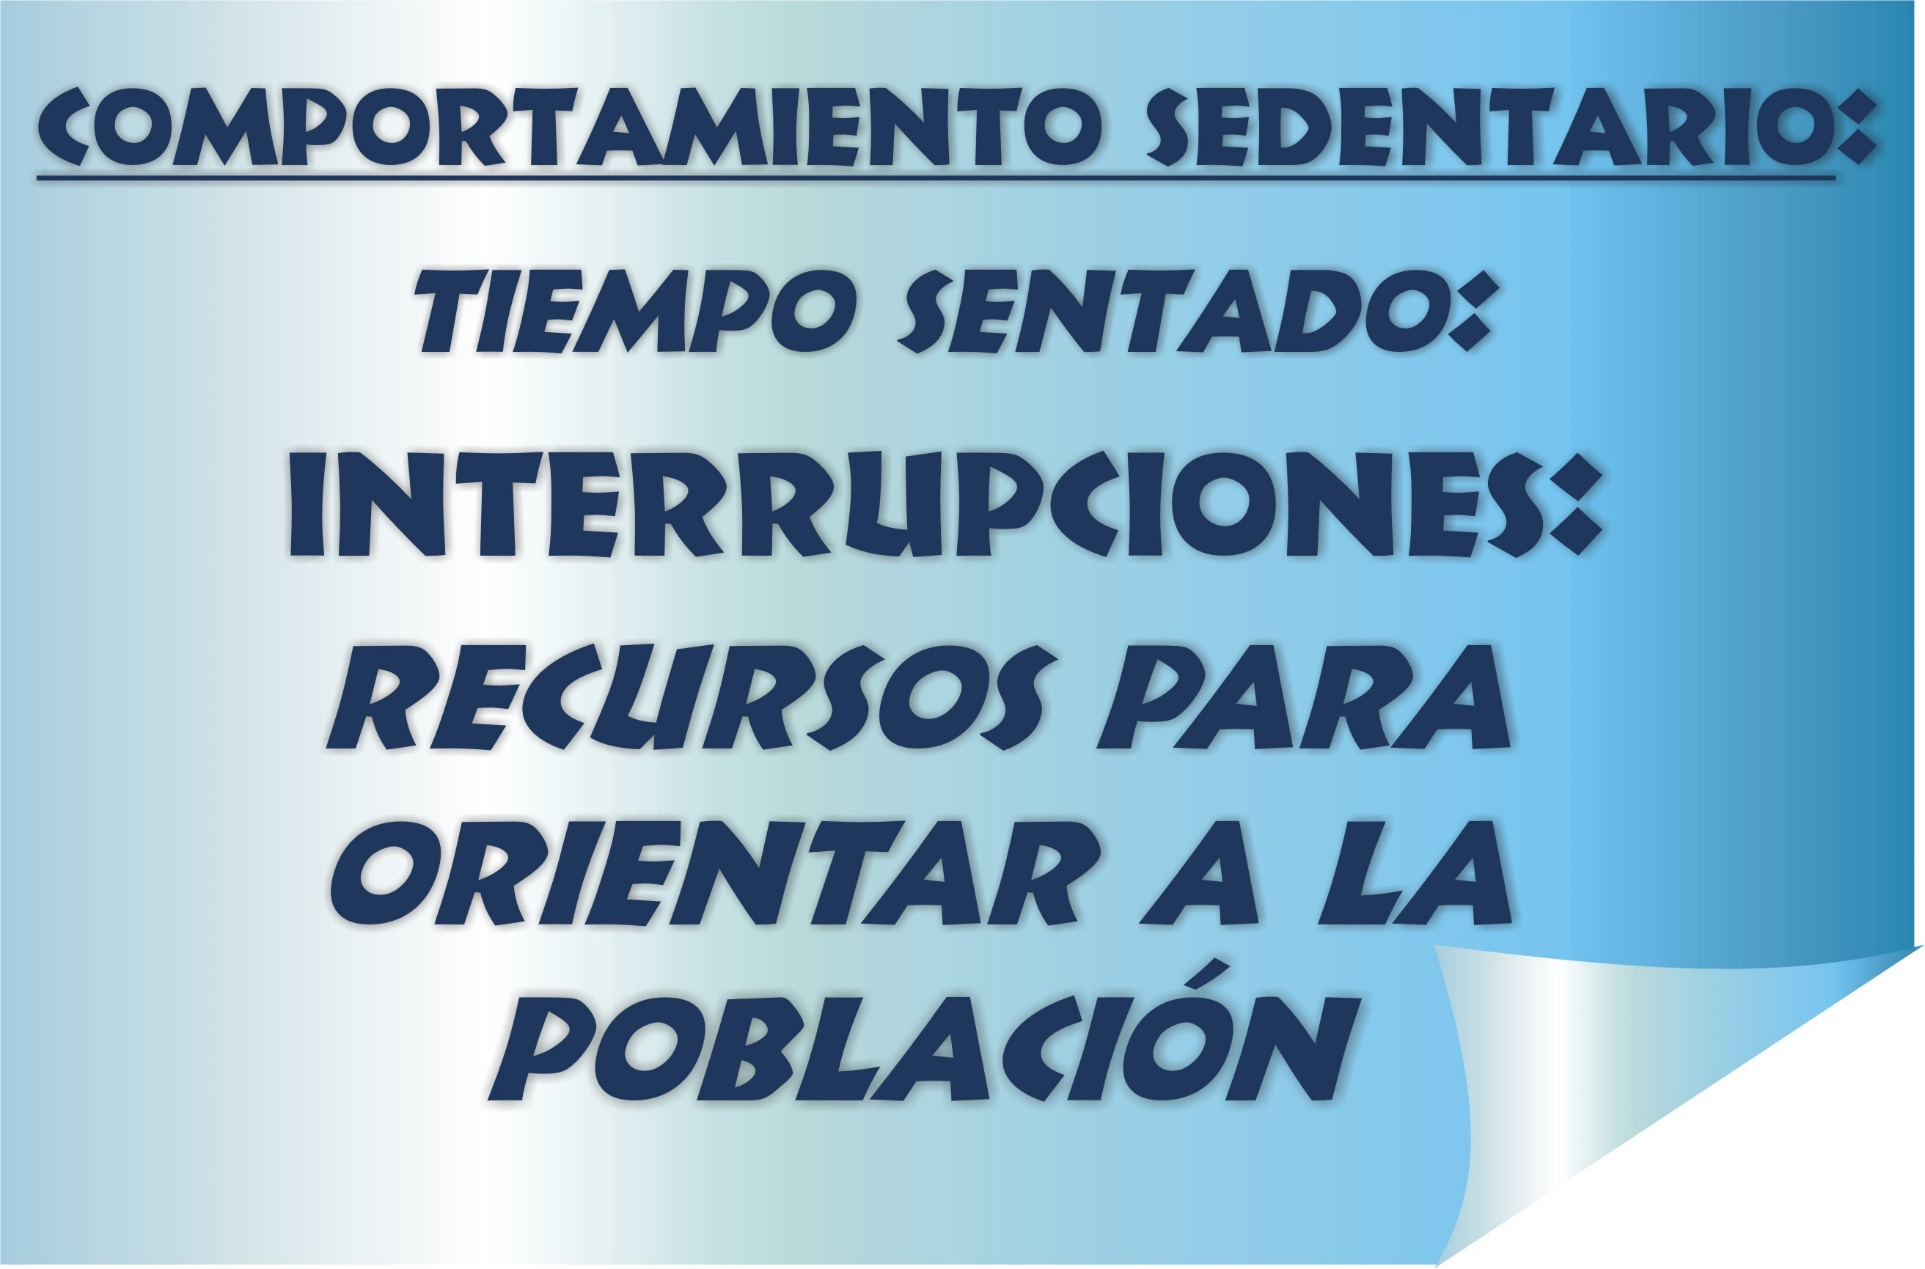 COMPORTAMIENTO SEDENTARIO:
TIEMPO SENTADO:
INTERRUPCIONES:
RECURSOS PARA
ORIENTAR A LA
POBLACIÓN